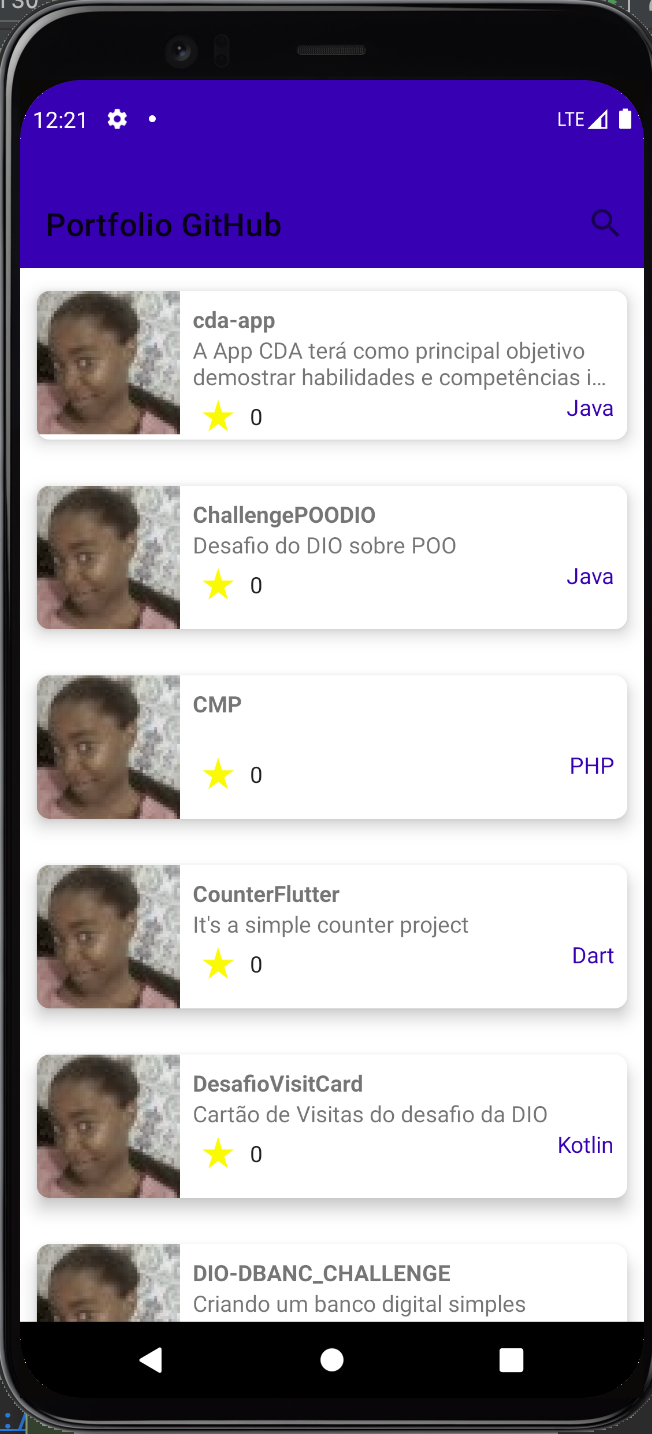 12:21
LTE
Portfolio GitHub
cda-app
A App CDA terá como principal objetivo
demostrar habilidades e competências i...
0
Java
ChallengePOODIO
Desafio do DIO sobre POO
0
Java
CMP
0
PHP
CounterFlutter
It's a simple counter project
0
Dart
DesafioVisitCard
Cartão de Visitas do desafio da DIO
0
Kotlin
DIO-DBANC_CHALLENGE
Criando um banco digital simples